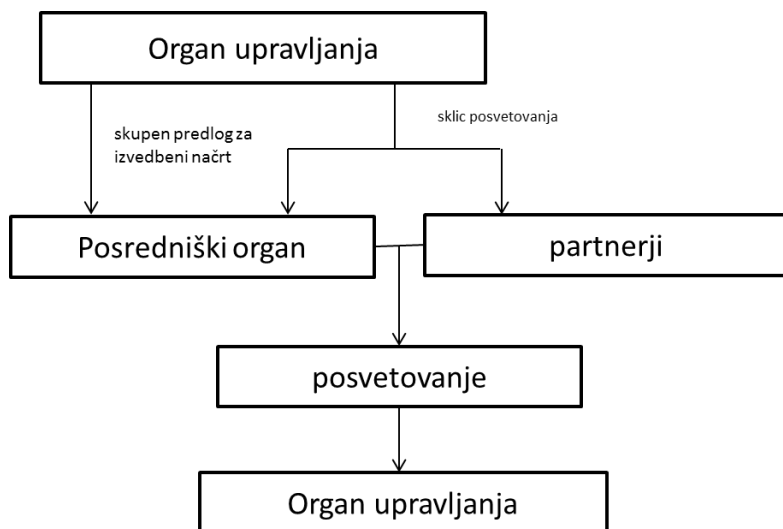 Organ upravljanja
sklic posvetovanja
skupen predlog za
izvedbeni načrt
Posredniški organ
partnerji
posvetovanje
Organ upravljanja